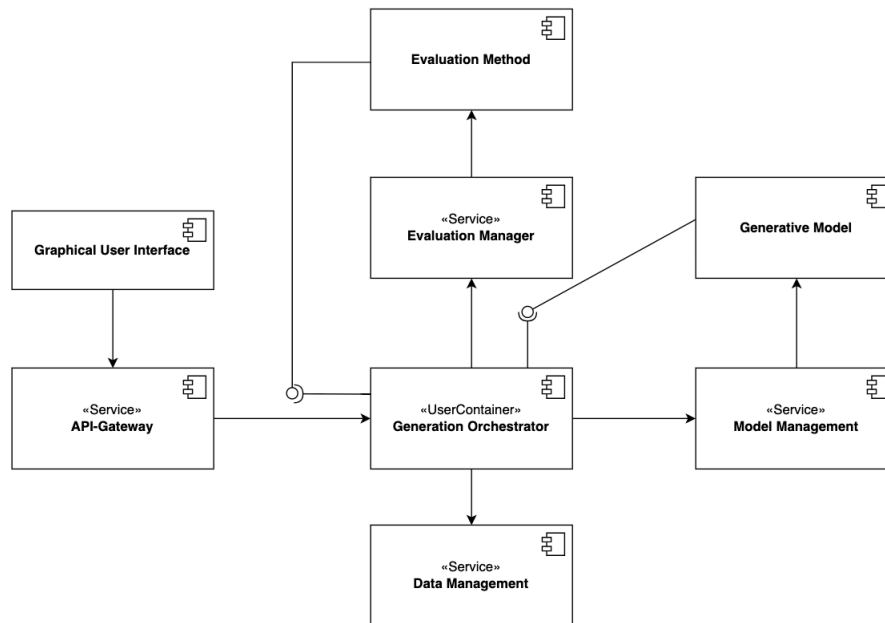 Evaluation Method
«Service»
Evaluation Manager
Generative Model
Graphical User Interface
«Service»
API-Gateway
«UserContainer»
Generation Orchestrator
«Service»
Model Management
«Service»
Data Management